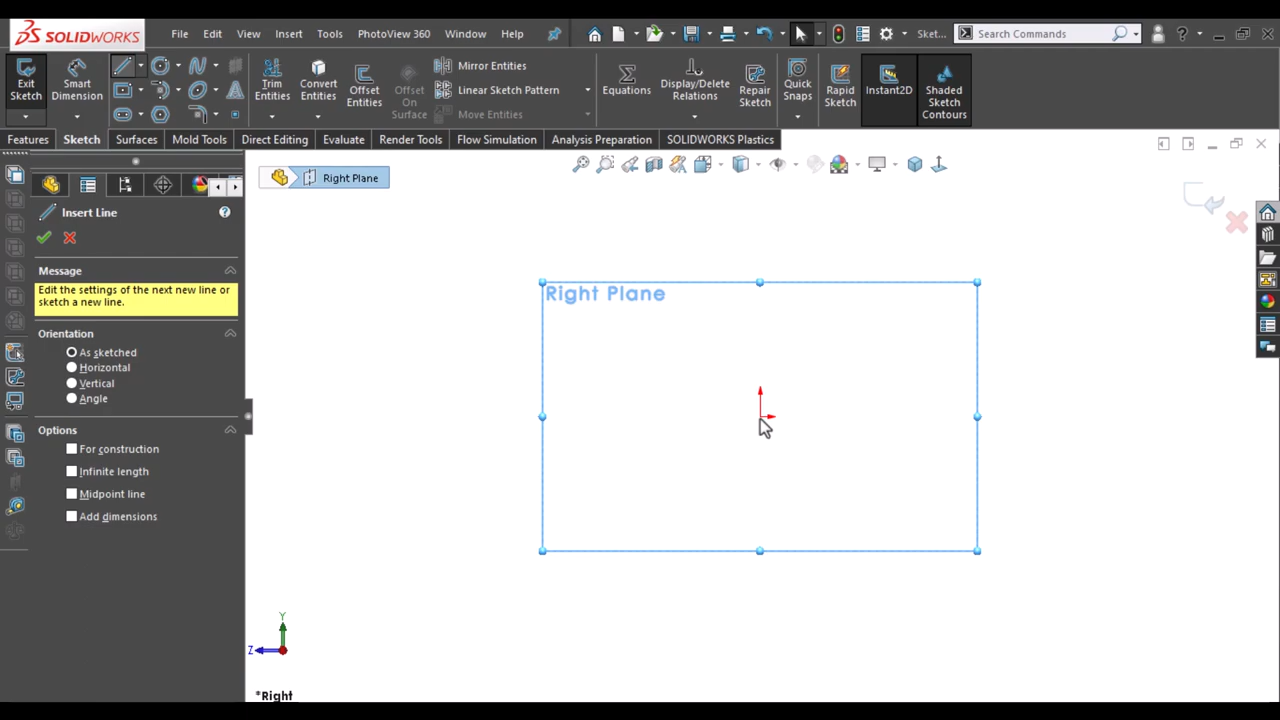 SOLIDWORKS
File Edit View Insert Tools PhotoView 360 Window Help
Sket...
Search Commands
Exit Sketch
Smart Dimension
Trim Entities
Convert Entities
Offset Entities
Offset On Surface
Mirror Entities
Linear Sketch Pattern
Move Entities
Equations
Display/Delete Relations
Repair Sketch
Quick Snaps
Rapid Sketch
Instant2D
Shaded Sketch Contours
Features Sketch Surfaces Mold Tools Direct Editing Evaluate Render Tools Flow Simulation Analysis Preparation SOLIDWORKS Plastics
Right Plane
Insert Line
Message
Edit the settings of the next new line or
sketch a new line.
Orientation
As sketched
Horizontal
Vertical
Angle
Options
For construction
Infinite length
Midpoint line
Add dimensions
Right Plane
Y
Z
*Right